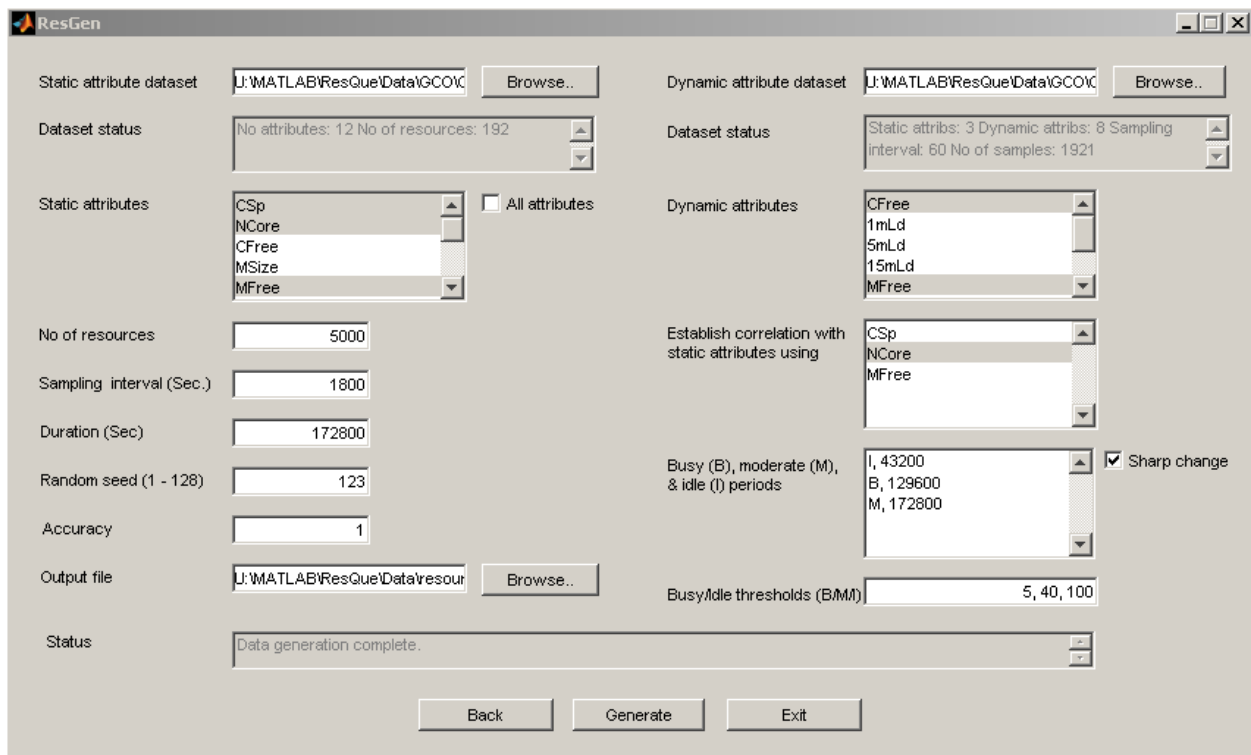 ResGen
Static attribute dataset
U:\MATLAB\ResQue\Data\GCO\
Browse..
Dynamic attribute dataset
U:\MATLAB\ResQue\Data\GCO\
Browse..
Dataset status
No attributes: 12 No of resources: 192
Dataset status
Static attribs: 3 Dynamic attribs: 8 Sampling
interval: 60 No of samples: 1921
Static attributes
CSp
NCore
CFree
MSize
MFree
All attributes
Dynamic attributes
CFree
1mLd
5mLd
15mLd
MFree
No of resources
5000
Establish correlation with
static attributes using
CSp
NCore
MFree
Sampling interval (Sec.)
1800
Duration (Sec)
172800
Random seed (1 - 128)
123
Busy (B), moderate (M),
& idle (I) periods
I, 43200
B, 129600
M, 172800
Sharp change
Accuracy
1
Output file
U:\MATLAB\ResQue\Data\resour
Browse..
Busy/Idle thresholds (B/M/I)
5, 40, 100
Status
Data generation complete.
Back
Generate
Exit